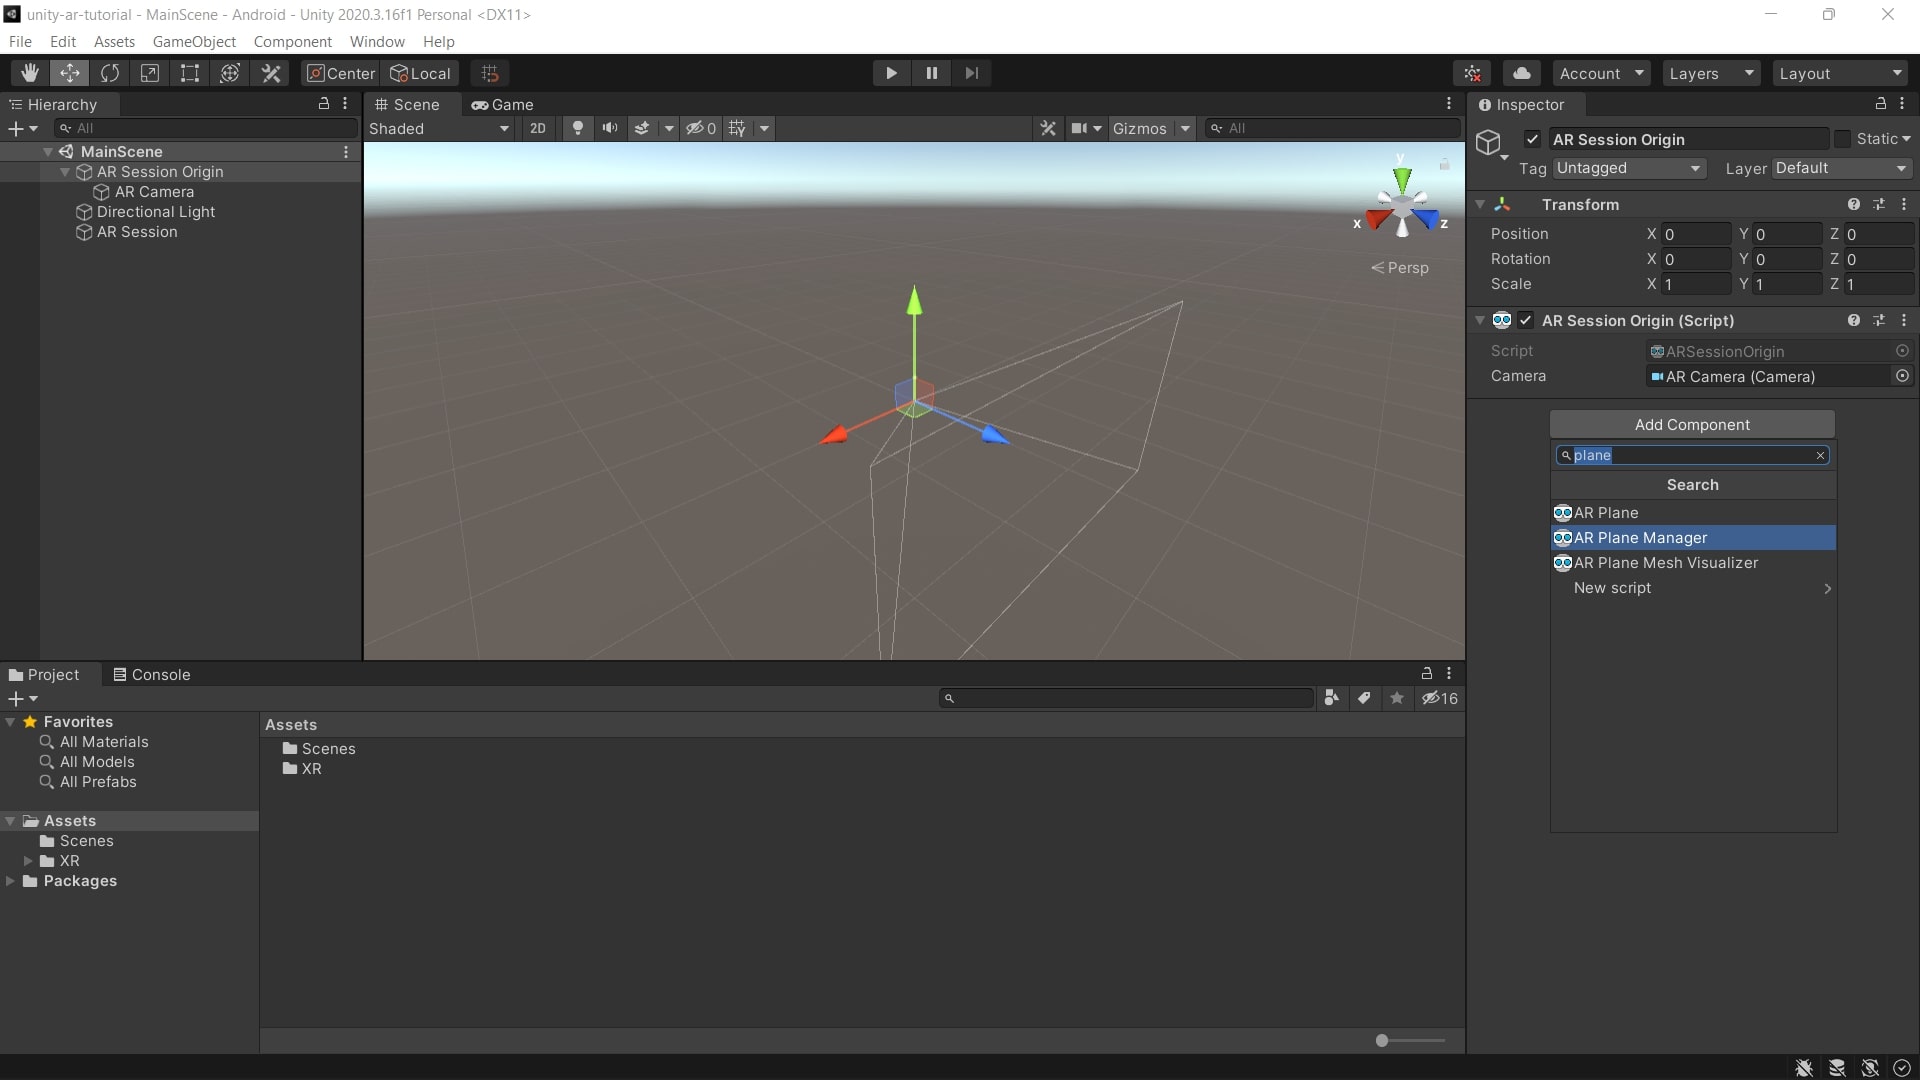 unity-ar-tutorial - MainScene - Android - Unity 2020.3.16f1 Personal <DX11>
File Edit Assets GameObject Component Window Help
Center Local Account Layers Layout
Hierarchy
All
MainScene
AR Session Origin
AR Camera
Directional Light
AR Session
Scene Game
Shaded 2D 0 Gizmos All
y
x z
Persp
Inspector
AR Session Origin Static
Tag Untagged Layer Default
Transform
Position X 0 Y 0 Z 0
Rotation X 0 Y 0 Z 0
Scale X 1 Y 1 Z 1
AR Session Origin (Script)
Script ARSessionOrigin
Camera AR Camera (Camera)
Add Component
plane
Search
AR Plane
AR Plane Manager
AR Plane Mesh Visualizer
New script
Project Console
16
Favorites
All Materials
All Models
All Prefabs
Assets
Scenes
XR
Packages
Assets
Scenes
XR